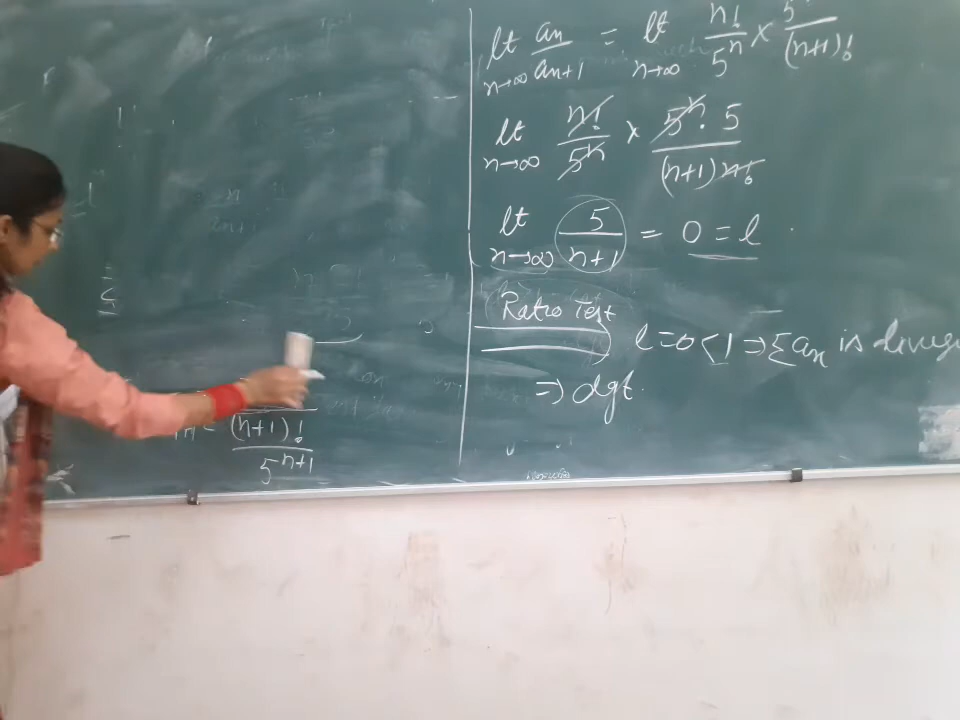 lt n→∞ an/an+1 = lt n→∞ n!/5^n × 5/(n+1)!
lt n→∞ n!/5^n × 5^n · 5/(n+1) n!
lt n→∞ 5/n+1 = 0 = l
Ratio Test
l = 0 < 1 ⇒ Σan is
⇒ dgt.
(n+1)!/5^n+1